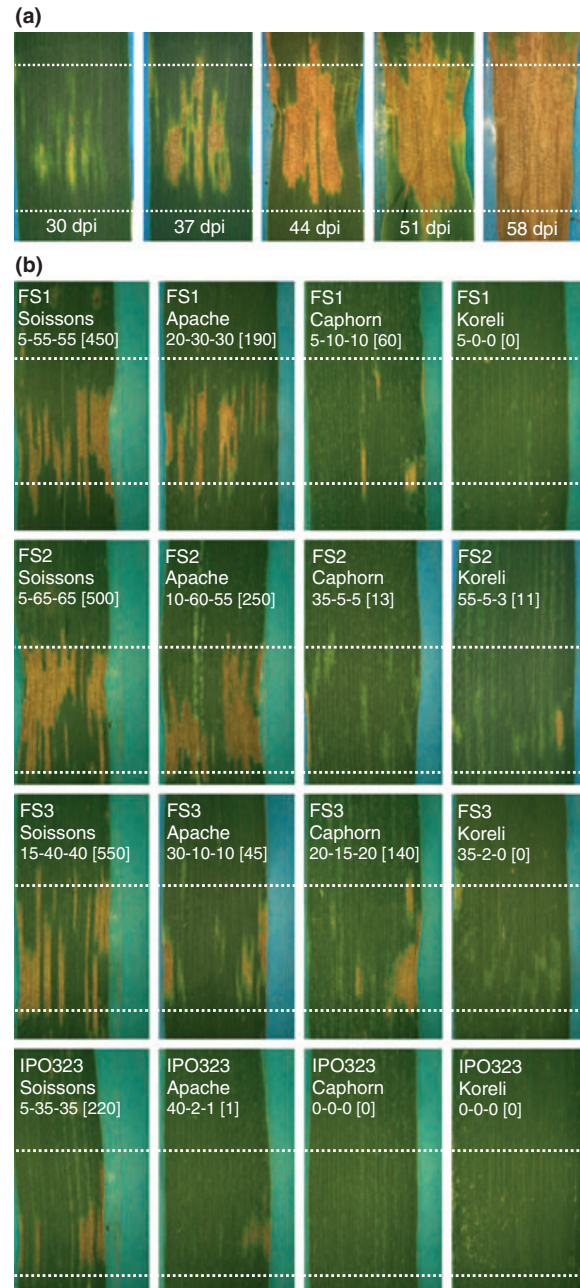 (a)
30 dpi
37 dpi
44 dpi
51 dpi
58 dpi
(b)
FS1
Soissons
5-55-55 [450]
FS1
Apache
20-30-30 [190]
FS1
Caphorn
5-10-10 [60]
FS1
Koreli
5-0-0 [0]
FS2
Soissons
5-65-65 [500]
FS2
Apache
10-60-55 [250]
FS2
Caphorn
35-5-5 [13]
FS2
Koreli
55-5-3 [11]
FS3
Soissons
15-40-40 [550]
FS3
Apache
30-10-10 [45]
FS3
Caphorn
20-15-20 [140]
FS3
Koreli
35-2-0 [0]
IPO323
Soissons
5-35-35 [220]
IPO323
Apache
40-2-1 [1]
IPO323
Caphorn
0-0-0 [0]
IPO323
Koreli
0-0-0 [0]